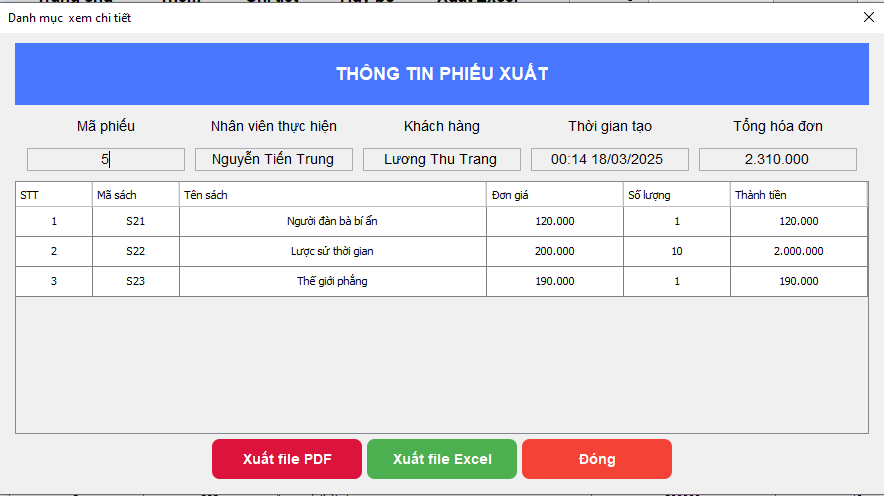 Danh mục xem chi tiết
THÔNG TIN PHIẾU XUẤT
Mã phiếu Nhân viên thực hiện Khách hàng Thời gian tạo Tổng hóa đơn
5 Nguyễn Tiến Trung Lương Thu Trang 00:14 18/03/2025 2.310.000
STT Mã sách Tên sách Đơn giá Số lượng Thành tiền
1 S21 Người đàn bà bí ẩn 120.000 1 120.000
2 S22 Lược sử thời gian 200.000 10 2.000.000
3 S23 Thế giới phẳng 190.000 1 190.000
Xuất file PDF Xuất file Excel Đóng